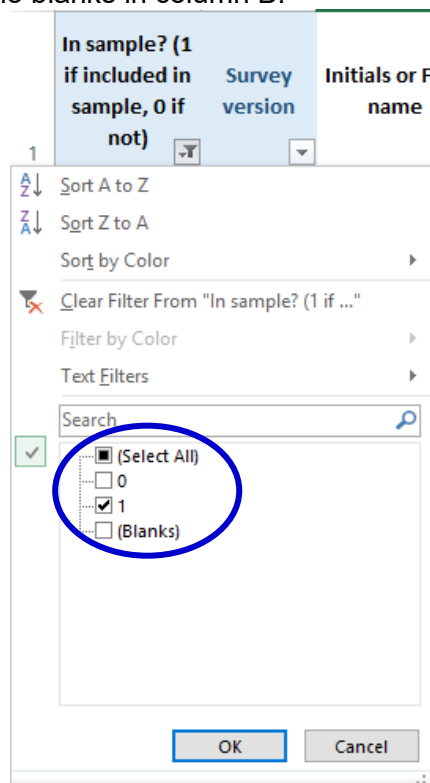 blanks in column B.
In sample? (1
if included in
sample, 0 if
not)
Survey
version
Initials or F
name
1
Sort A to Z
Sort Z to A
Sort by Color
Clear Filter From "In sample? (1 if ..."
Filter by Color
Text Filters
Search
(Select All)
0
1
(Blanks)
OK
Cancel